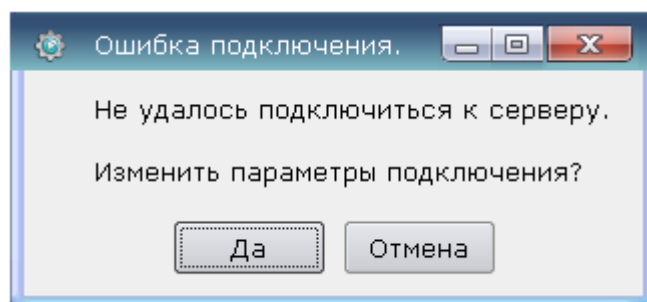 Ошибка подключения.
Не удалось подключиться к серверу.
Изменить параметры подключения?
Да
Отмена